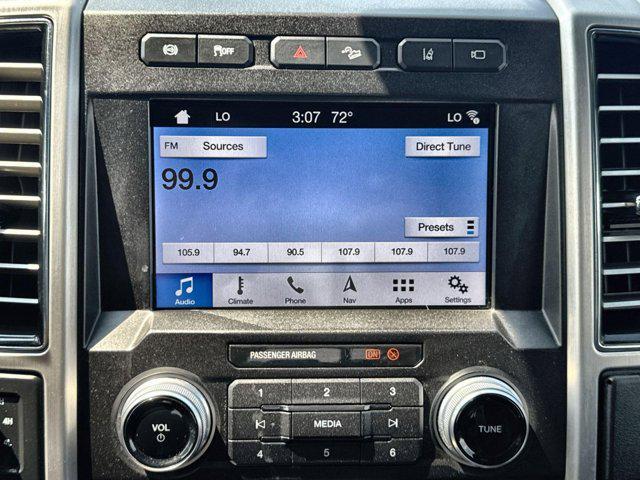 OFF
LO 3:07 72° LO
FM Sources Direct Tune
99.9
Presets
105.9 94.7 90.5 107.9 107.9 107.9
Audio Climate Phone Nav Apps Settings
PASSENGER AIRBAG ON
1 2 3
VOL MEDIA TUNE
4 5 6
4H